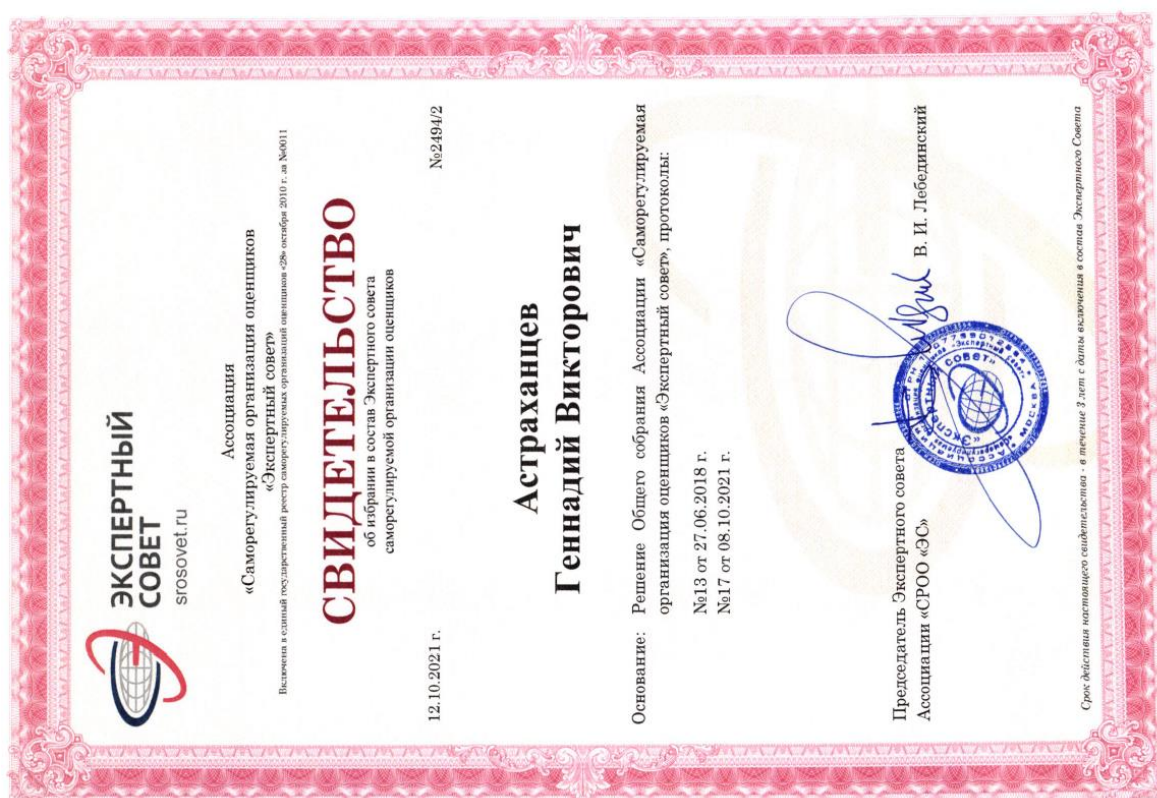 ЭКСПЕРТНЫЙ
СОВЕТ
srosovet.ru
Ассоциация
«Саморегулируемая организация оценщиков
«Экспертный совет»
Включена в единый государственный реестр саморегулируемых организаций оценщиков «28» октября 2010 г. за №0011
СВИДЕТЕЛЬСТВО
об избрании в состав Экспертного совета
саморегулируемой организации оценщиков
12.10.2021 г. №2494/2
Астраханцев
Геннадий Викторович
Основание: Решение Общего собрания Ассоциации «Саморегулируемая
организация оценщиков «Экспертный совет», протоколы:
№13 от 27.06.2018 г.
№17 от 08.10.2021 г.
Председатель Экспертного совета
Ассоциации «СРОО «ЭС» В. И. Лебединский
«ЭКСПЕРТНЫЙ СОВЕТ»
МОСКВА
Срок действия настоящего свидетельства - в течение 3 лет с даты включения в состав Экспертного Совета